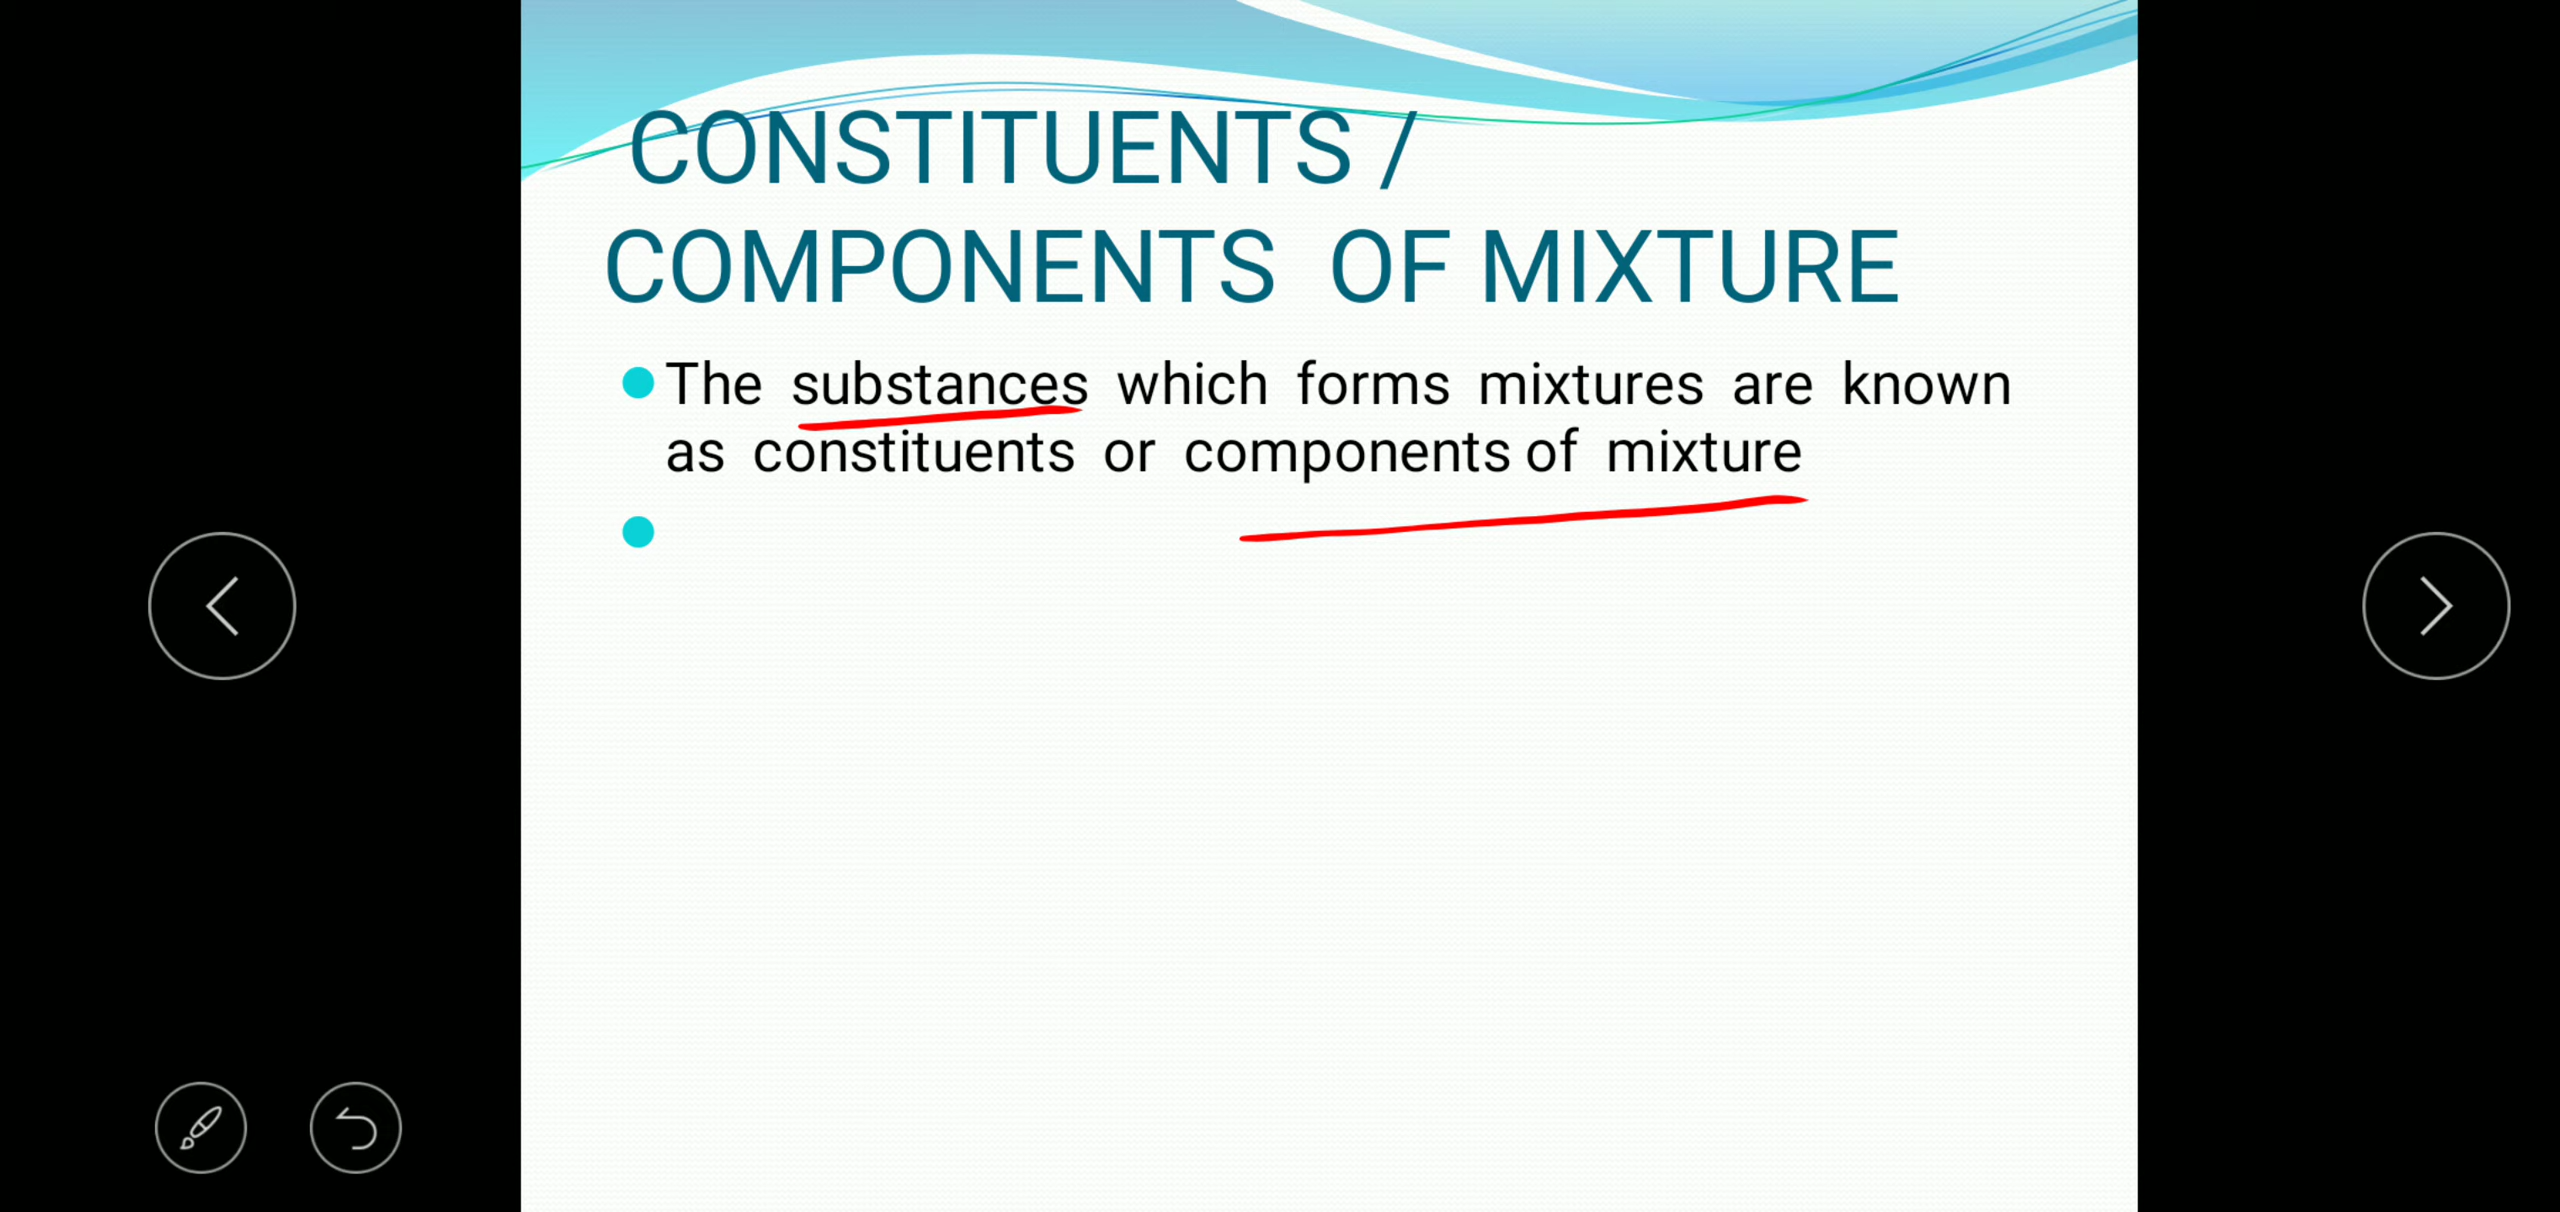 CONSTITUENTS /
COMPONENTS OF MIXTURE
The substances which forms mixtures are known
as constituents or components of mixture